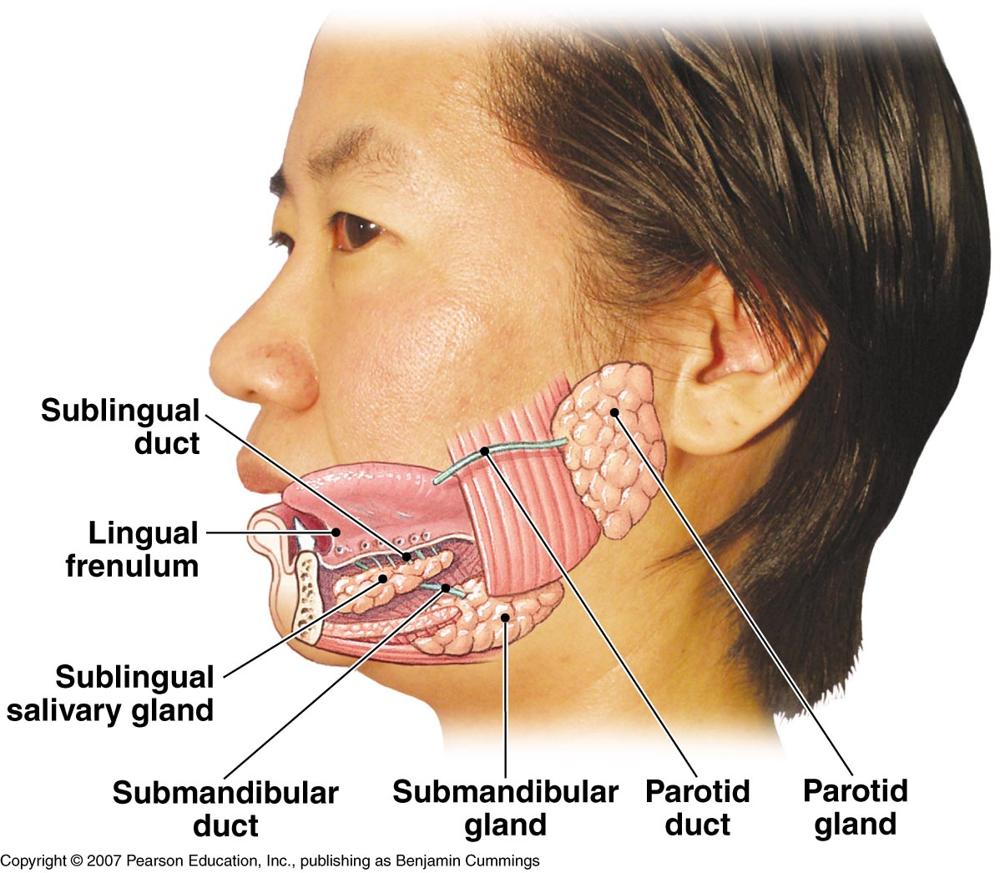 Sublingual
duct
Lingual
frenulum
Sublingual
salivary gland
Submandibular
duct
Submandibular
gland
Parotid
duct
Parotid
gland
Copyright © 2007 Pearson Education, Inc., publishing as Benjamin Cummings